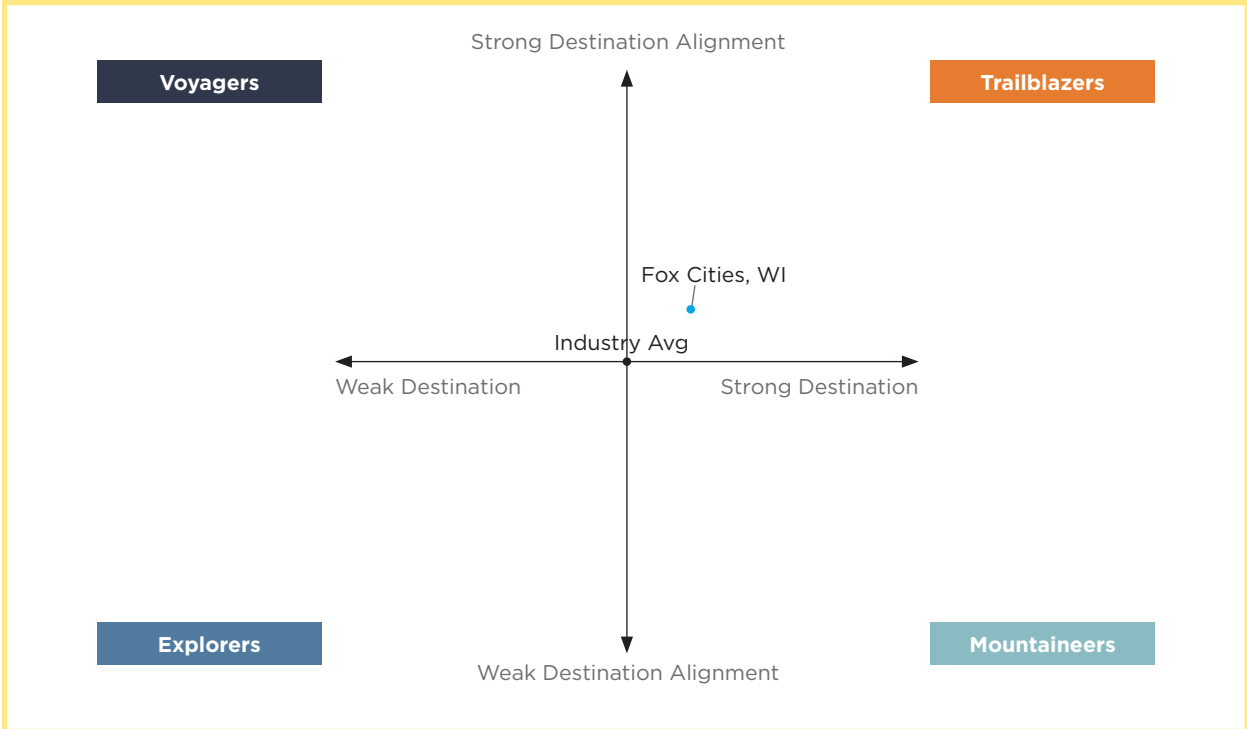 Strong Destination Alignment
Voyagers
Trailblazers
Fox Cities, WI
Industry Avg
Weak Destination
Strong Destination
Explorers
Mountaineers
Weak Destination Alignment